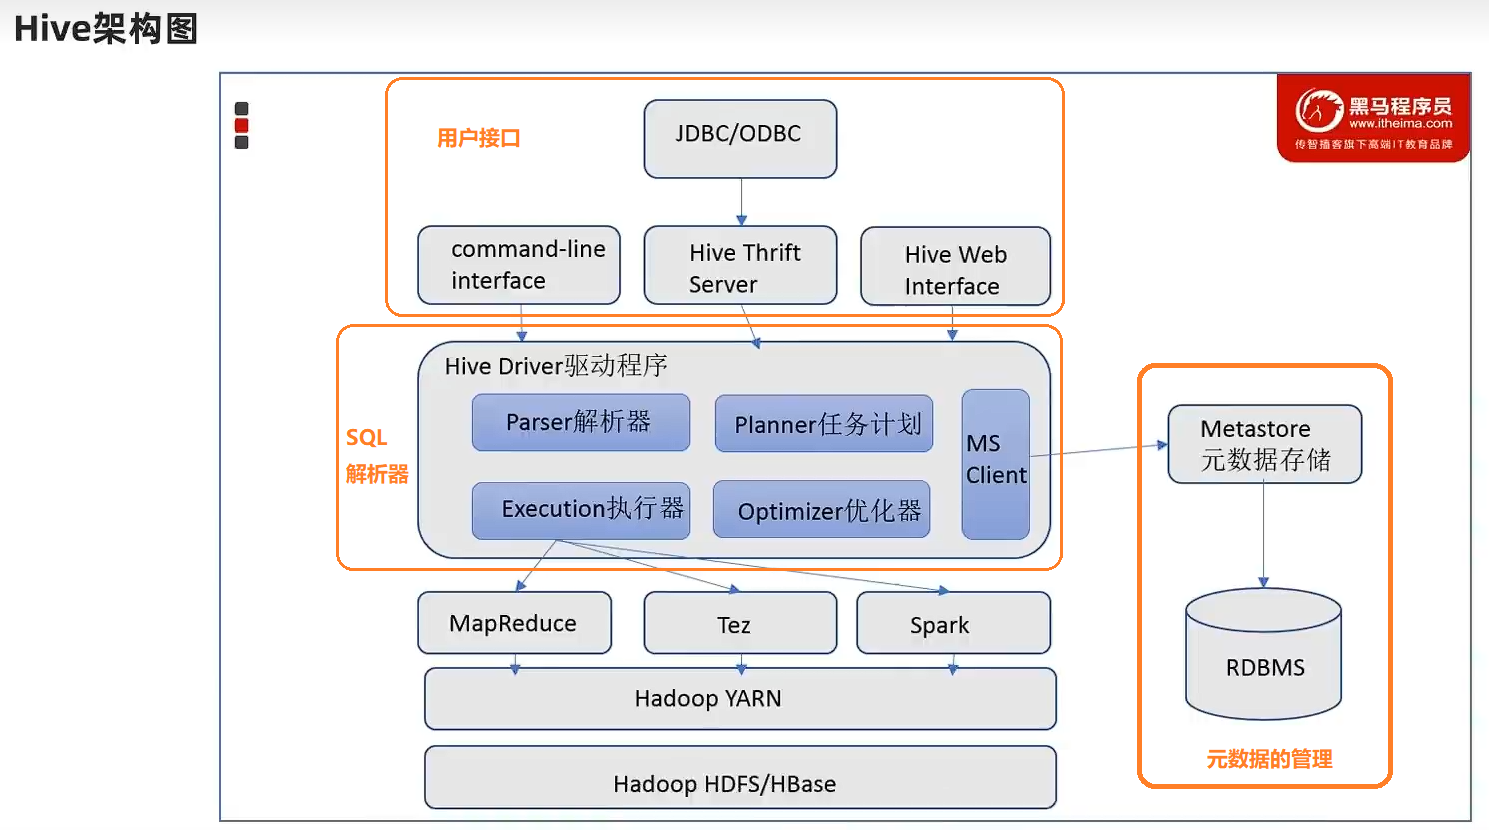 Hive架构图
黑马程序员
www.itheima.com
传智播客旗下高端IT教育品牌
用户接口
JDBC/ODBC
command-line
interface
Hive Thrift
Server
Hive Web
Interface
Hive Driver驱动程序
SQL
解析器
Parser解析器
Planner任务计划
MS
Client
Execution执行器
Optimizer优化器
Metastore
元数据存储
MapReduce
Tez
Spark
RDBMS
Hadoop YARN
元数据的管理
Hadoop HDFS/HBase